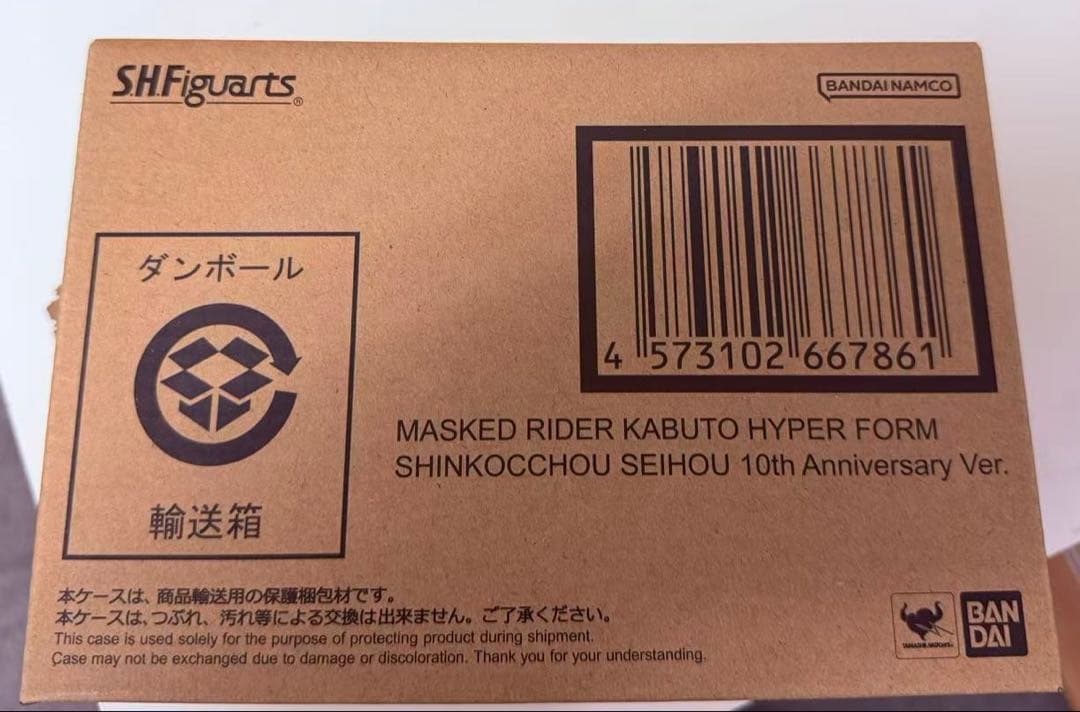 S.H.Figuarts®
BANDAI NAMCO
4 573102 667861
ダンボール
輸送箱
MASKED RIDER KABUTO HYPER FORM
SHINKOCCHOU SEIHOU 10th Anniversary Ver.
本ケースは、商品輸送用の保護梱包材です。
本ケースは、つぶれ、汚れ等による交換は出来ません。ご了承ください。
This case is used solely for the purpose of protecting product during shipment.
Case may not be exchanged due to damage or discoloration. Thank you for your understanding.
TAMASHII NATIONS
BAN
DAI